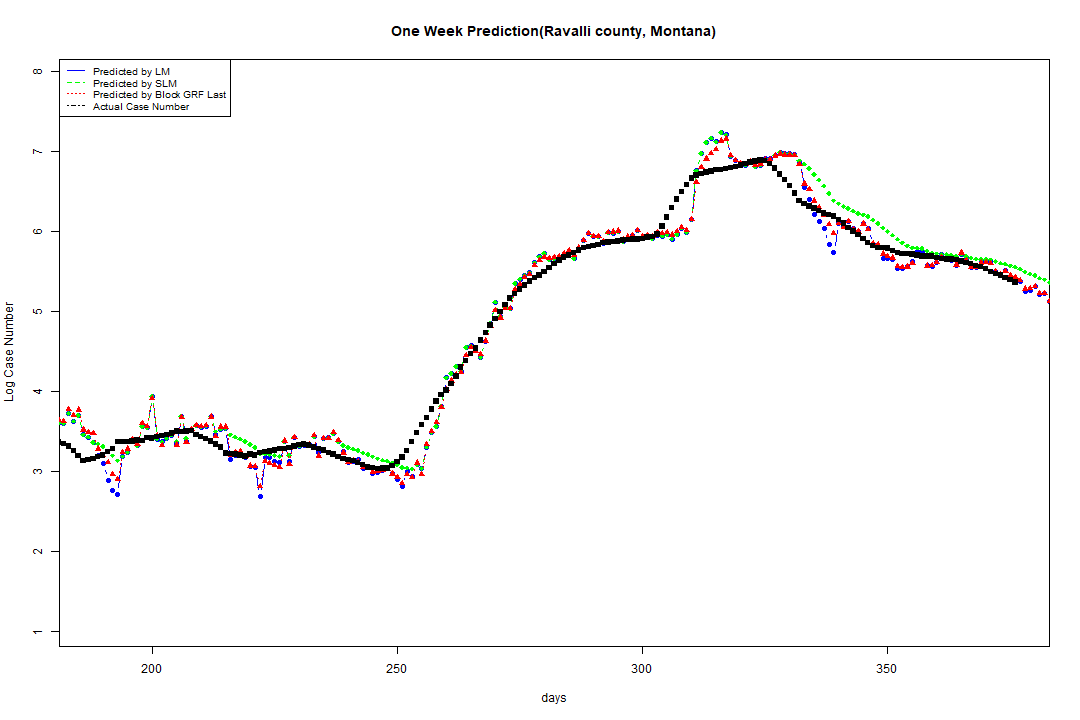 One Week Prediction(Ravalli county, Montana)
Predicted by LM
Predicted by SLM
Predicted by Block GRF Last
Actual Case Number
8
7
6
5
4
3
2
1
Log Case Number
200
250
300
350
days